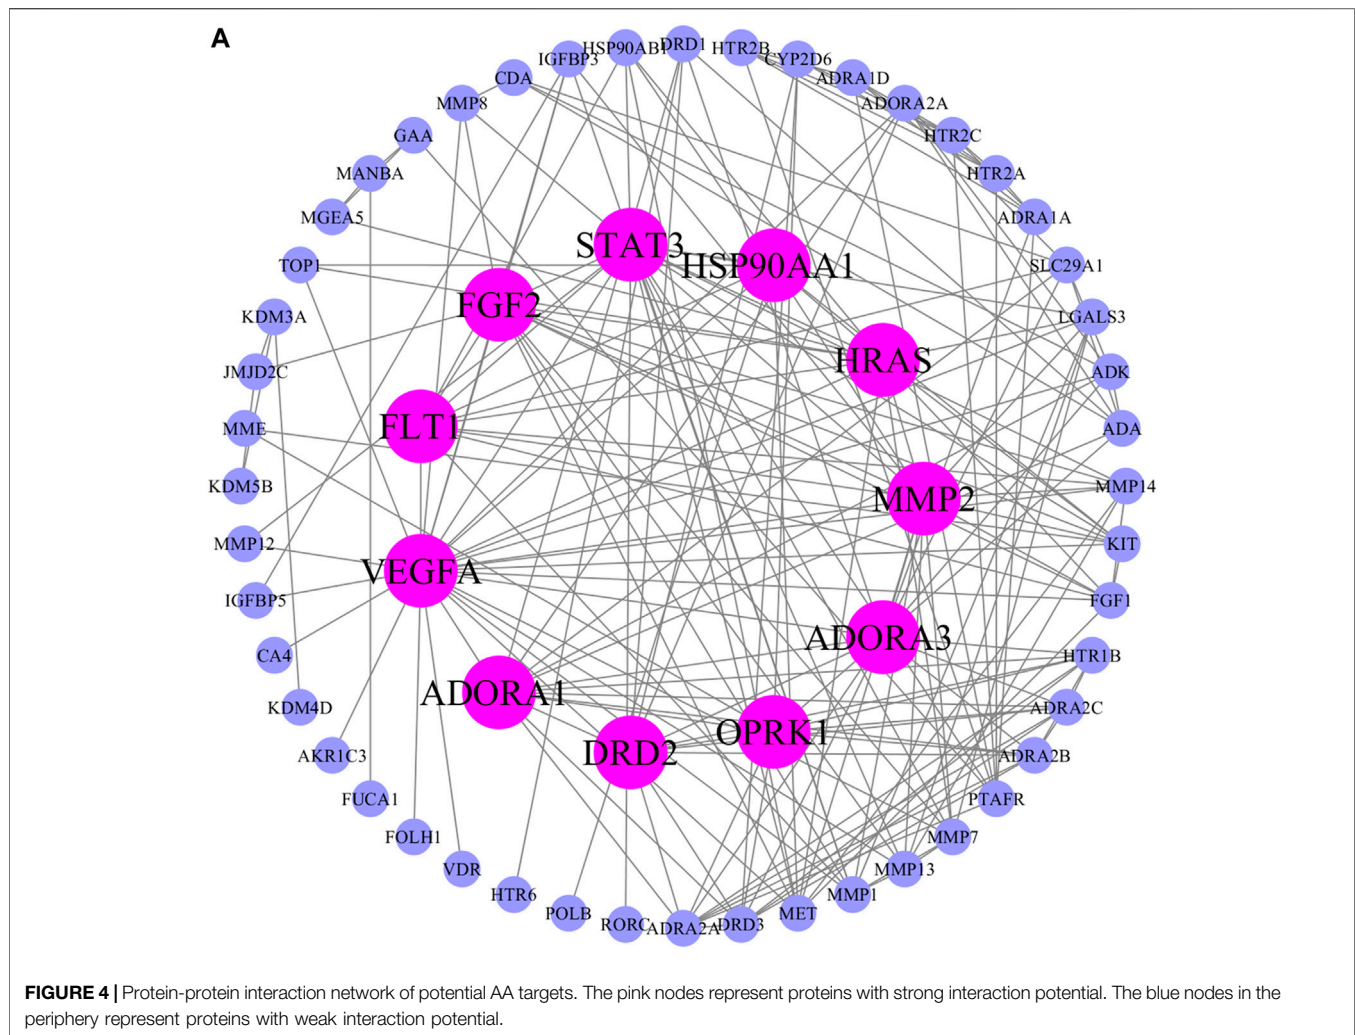 A
HSP90AB1
DRD1
HTR2B
IGFBP3
CYP2D6
CDA
ADRA1D
MMP8
ADORA2A
GAA
HTR2C
MANBA
HTR2A
MGEA5
ADRA1A
STAT3
HSP90AA1
TOP1
SLC29A1
FGF2
KDM3A
LGALS3
HRAS
JMJD2C
ADK
FLT1
MME
ADA
KDM5B
MMP14
MMP2
MMP12
KIT
VEGFA
IGFBP5
FGF1
ADORA3
CA4
HTR1B
ADORA1
KDM4D
ADRA2C
OPRK1
DRD2
AKR1C3
ADRA2B
FUCA1
PTAFR
FOLH1
MMP7
VDR
MMP13
HTR6
MMP1
POLB
MET
RORC
ADRA2A
DRD3
FIGURE 4 | Protein-protein interaction network of potential AA targets. The pink nodes represent proteins with strong interaction potential. The blue nodes in the
periphery represent proteins with weak interaction potential.